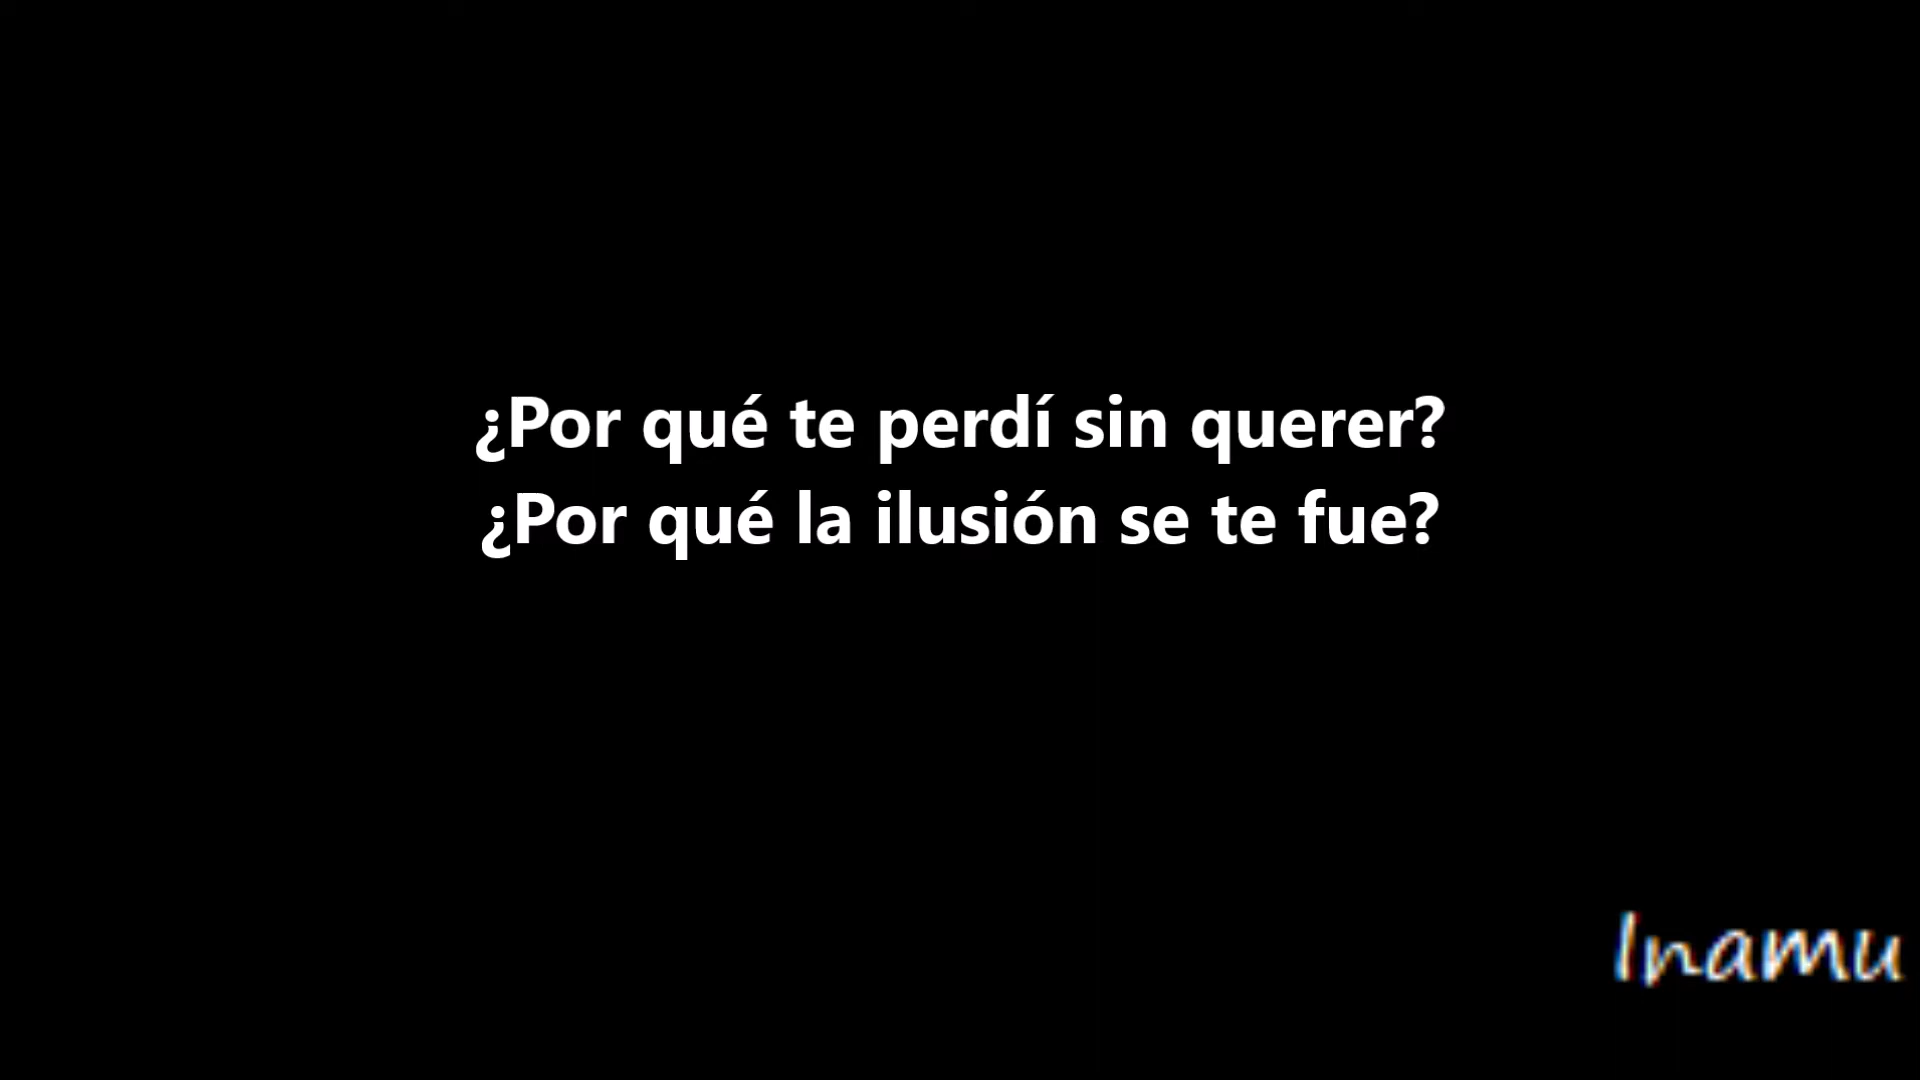 ¿Por qué te perdí sin querer?
¿Por qué la ilusión se te fue?
Inamu